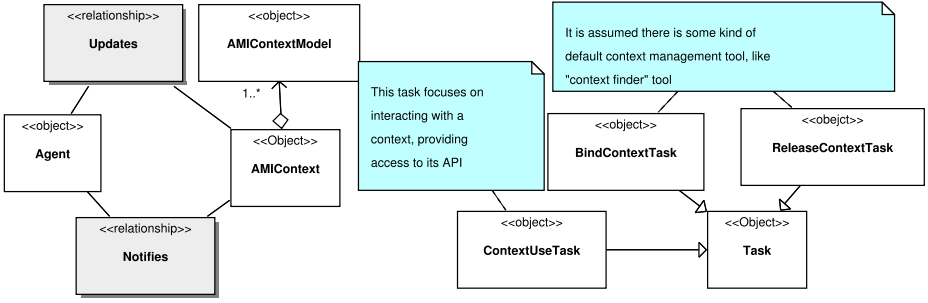 <<relationship>>
Updates
<<object>>
AMIContextModel
1..*
<<object>>
Agent
<<Object>>
AMIContext
<<relationship>>
Notifies
This task focuses on
interacting with a
context, providing
access to its API
It is assumed there is some kind of
default context management tool, like
"context finder" tool
<<object>>
BindContextTask
<<obejct>>
ReleaseContextTask
<<object>>
ContextUseTask
<<Object>>
Task